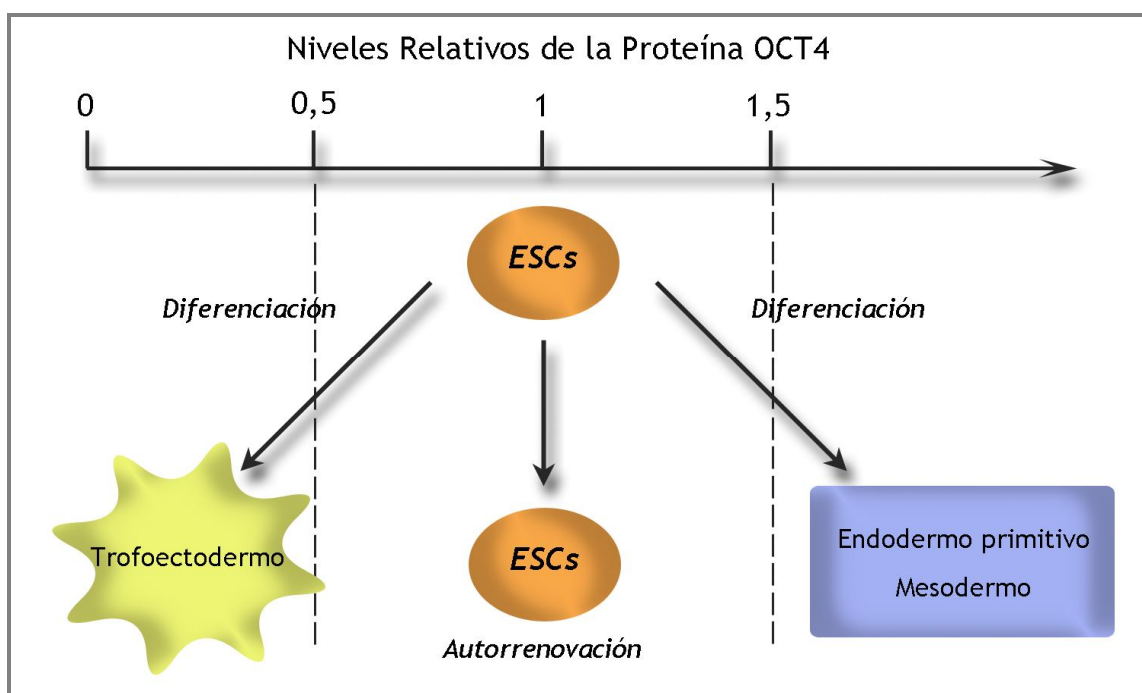 Niveles Relativos de la Proteína OCT4
0 0,5 1 1,5
ESCs
Diferenciación Diferenciación
Trofoectodermo
ESCs
Endodermo primitivo
Mesodermo
Autorrenovación